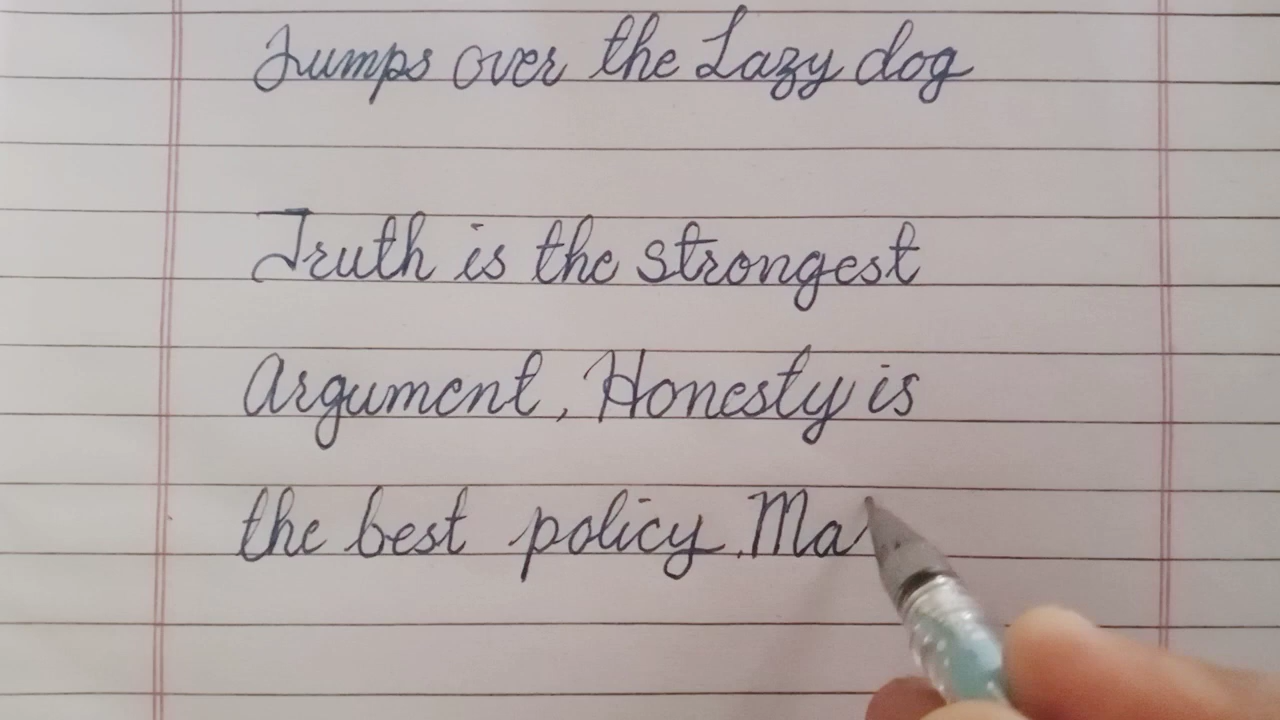 Jumps over the Lazy dog
Truth is the strongest
Argument, Honesty is
the best policy. Ma